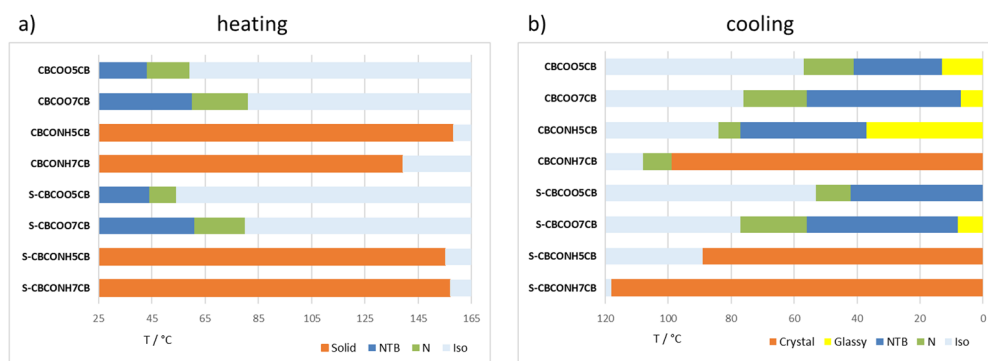 a) heating
CBCOO5CB
CBCOO7CB
CBCONH5CB
CBCONH7CB
S-CBCOO5CB
S-CBCOO7CB
S-CBCONH5CB
S-CBCONH7CB
25 45 65 85 105 125 145 165
T / °C
Solid NTB N Iso
b) cooling
CBCOO5CB
CBCOO7CB
CBCONH5CB
CBCONH7CB
S-CBCOO5CB
S-CBCOO7CB
S-CBCONH5CB
S-CBCONH7CB
120 100 80 60 40 20 0
T / °C
Crystal Glassy NTB N Iso